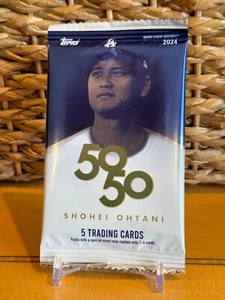 Topps
LA
2024
50
50
SHOHEI OHTANI
5 TRADING CARDS
Packs with a special insert may contain only 1-4 cards